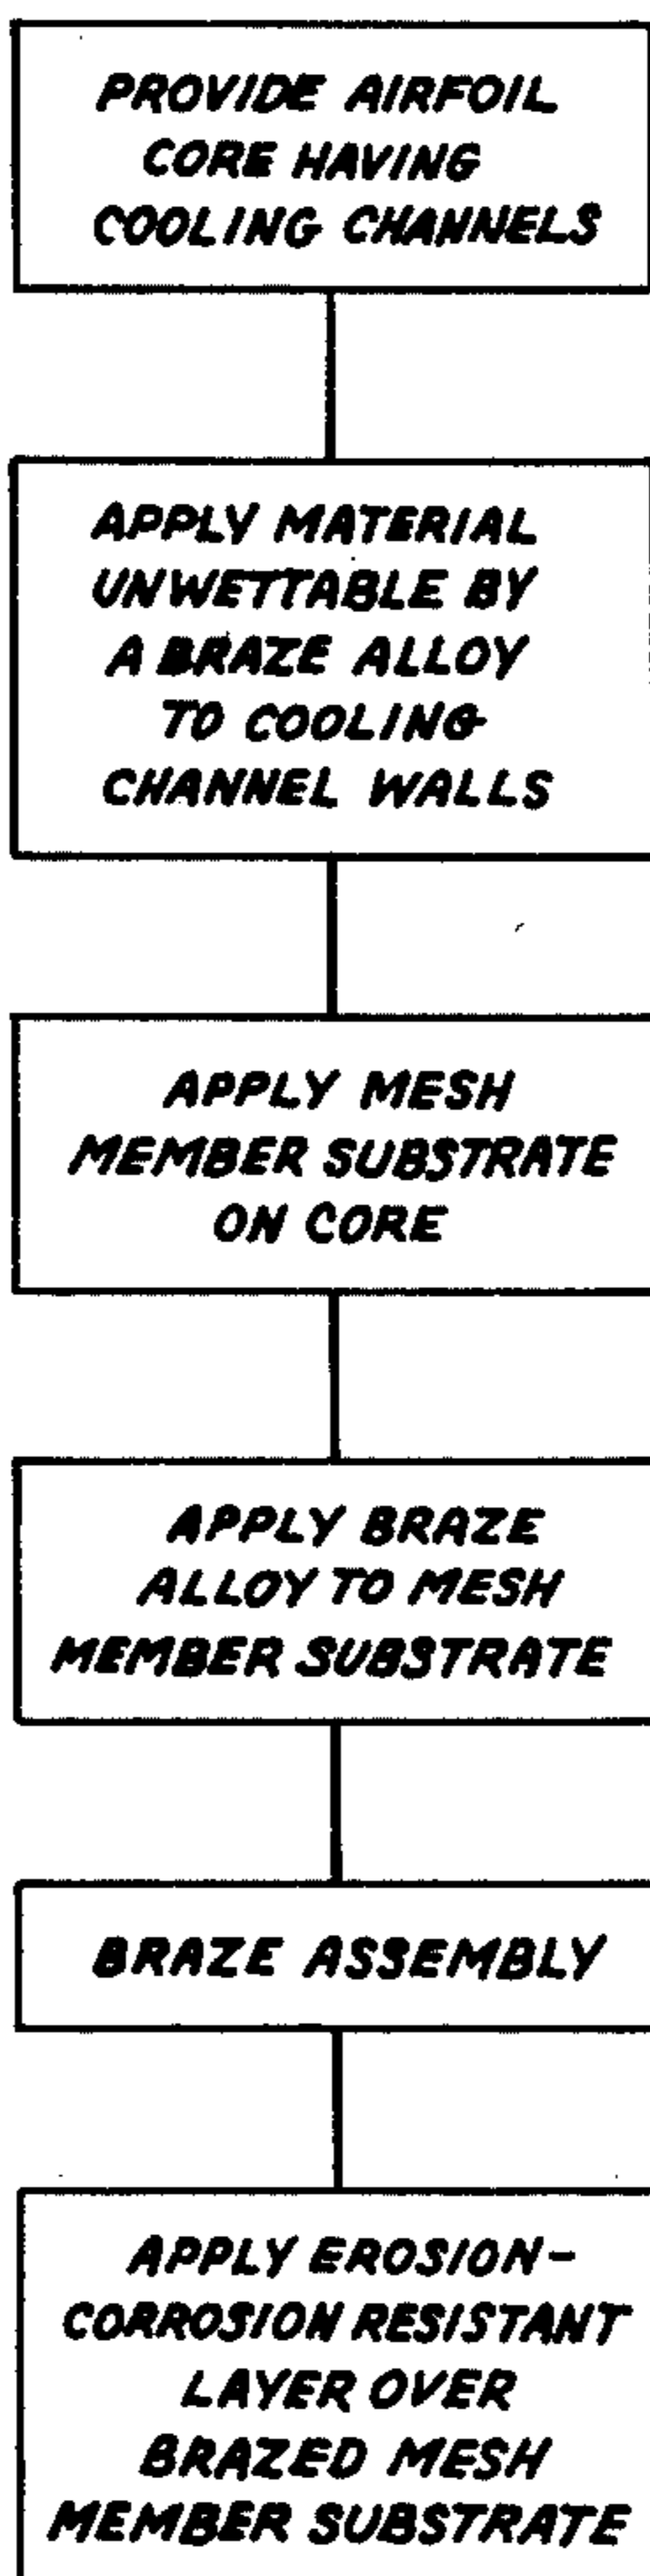 PROVIDE AIRFOIL
CORE HAVING
COOLING CHANNELS
APPLY MATERIAL
UNWETTABLE BY
A BRAZE ALLOY
TO COOLING
CHANNEL WALLS
APPLY MESH
MEMBER SUBSTRATE
ON CORE
APPLY BRAZE
ALLOY TO MESH
MEMBER SUBSTRATE
BRAZE ASSEMBLY
APPLY EROSION-
CORROSION RESISTANT
LAYER OVER
BRAZED MESH
MEMBER SUBSTRATE